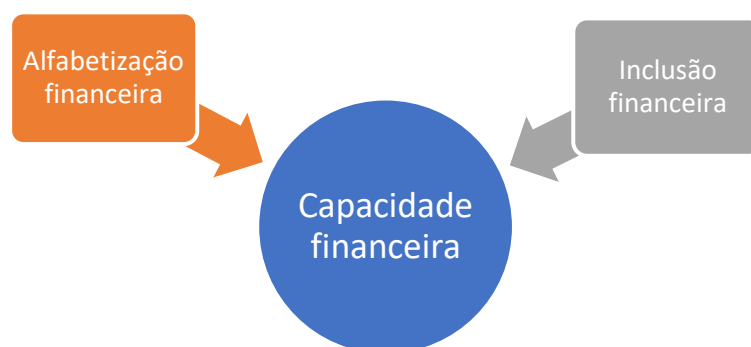 Alfabetização
financeira
Inclusão
financeira
Capacidade
financeira